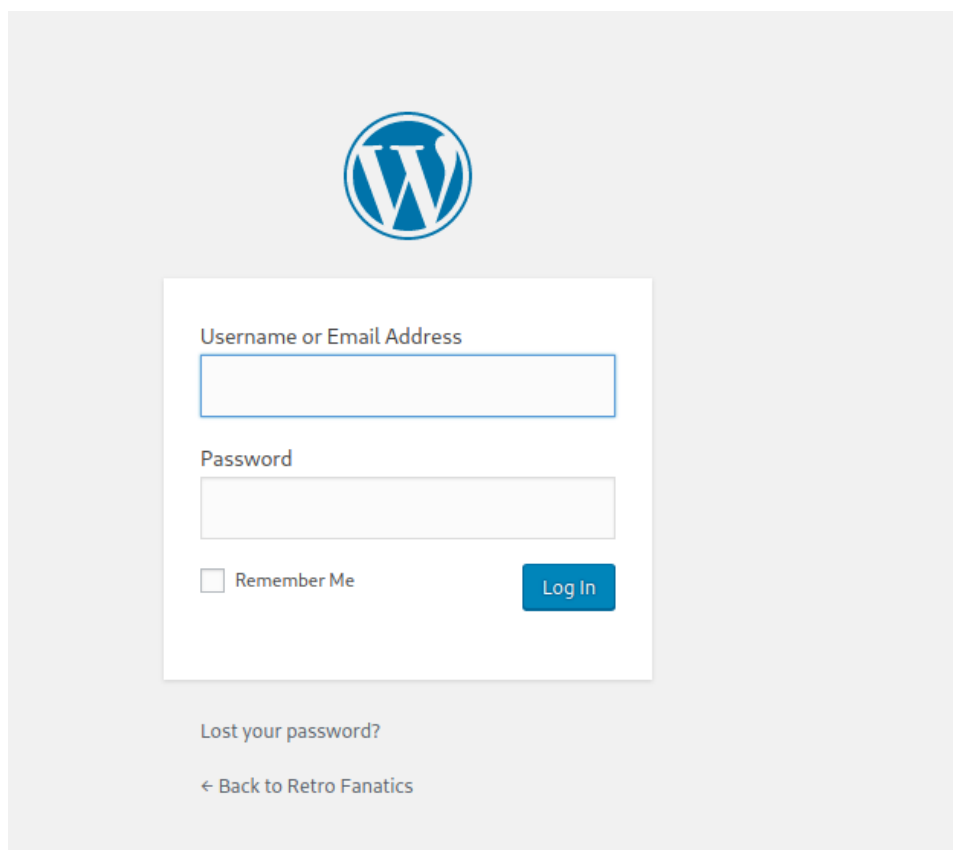 Username or Email Address
Password
Remember Me
Log In
Lost your password?
← Back to Retro Fanatics